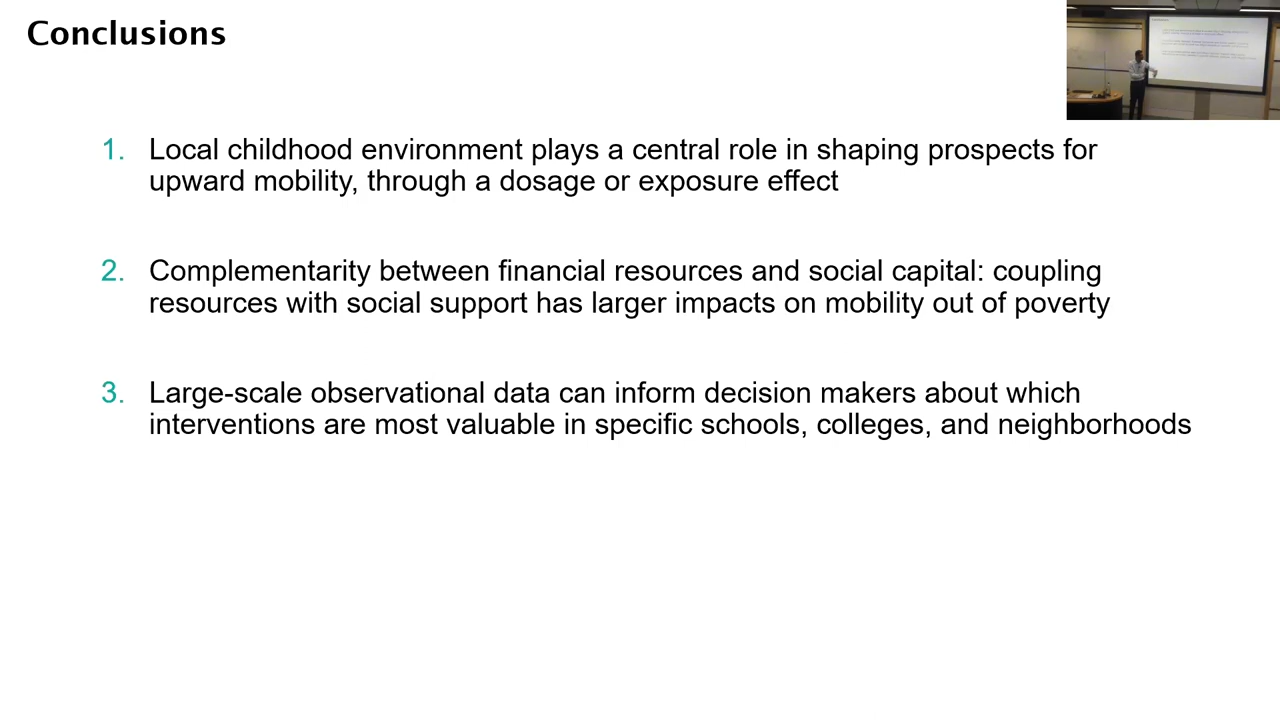 Conclusions
1. Local childhood environment plays a central role in shaping prospects for
upward mobility, through a dosage or exposure effect
2. Complementarity between financial resources and social capital: coupling
resources with social support has larger impacts on mobility out of poverty
3. Large-scale observational data can inform decision makers about which
interventions are most valuable in specific schools, colleges, and neighborhoods